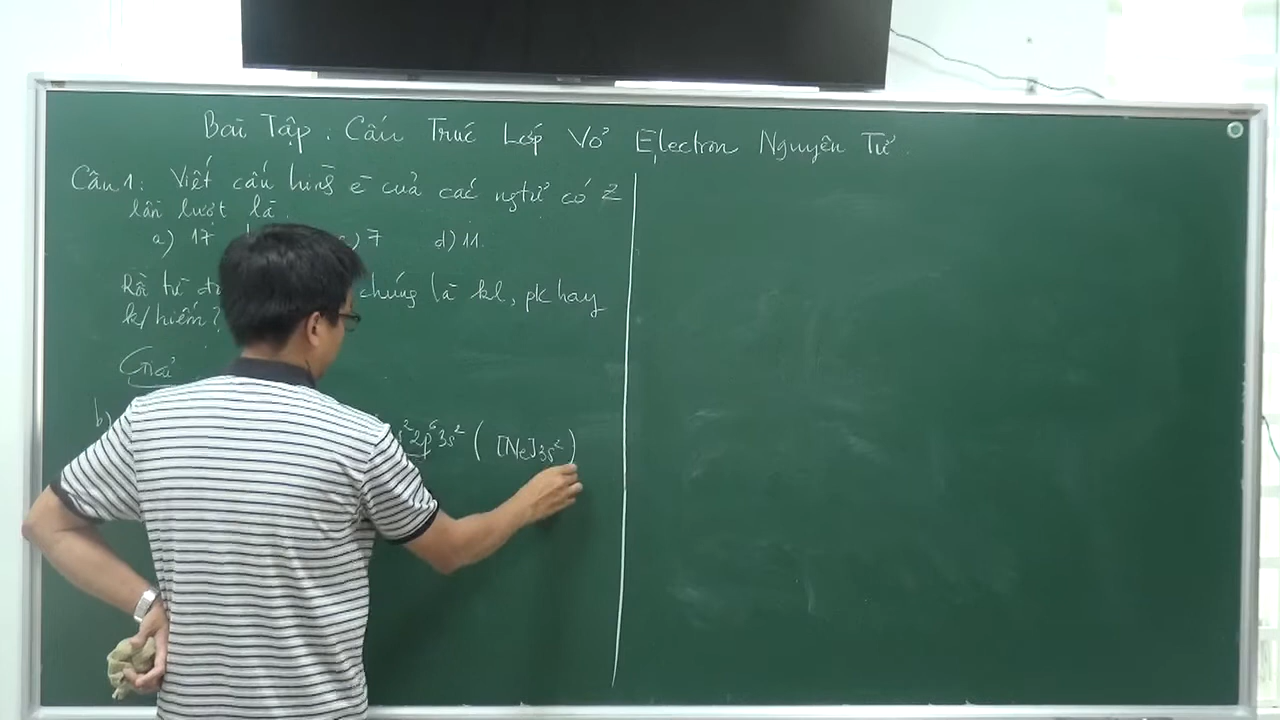 Bài Tập : Cấu Trúc Lớp Vỏ Electron Nguyên Tử.
Câu 1: Viết cấu hình e của các ngtử có Z
lần lượt là.
a) 17 ) 7 d) 11.
Rồi từ chúng là kl, pk hay
k/hiếm?
Giải
b) 2p⁶3s² ( [Ne]3s² )